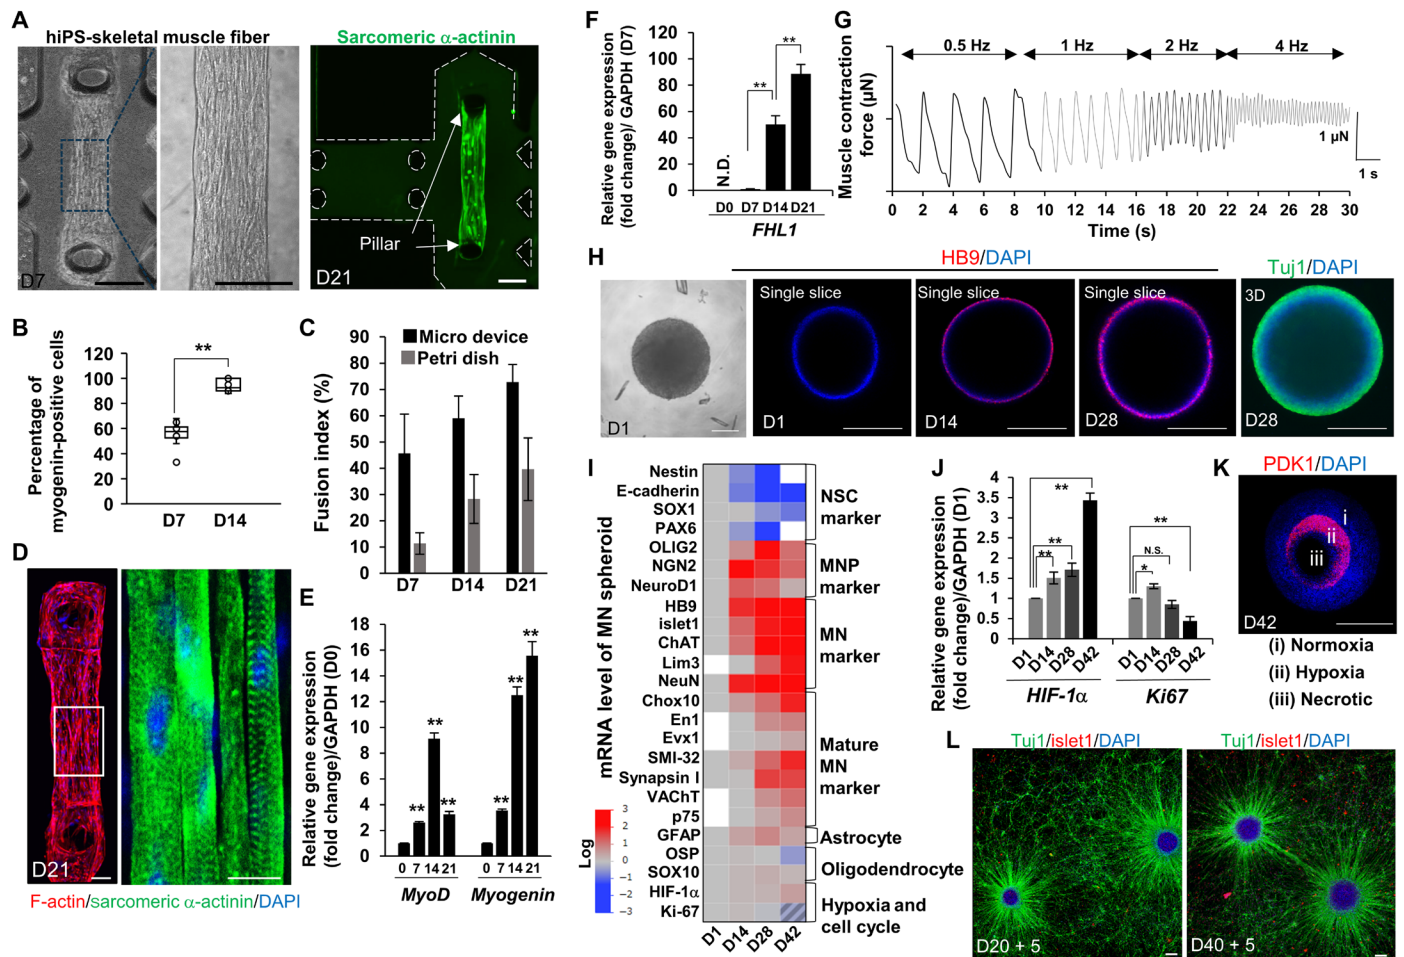 A
hiPS-skeletal muscle fiber
Sarcomeric α-actinin
D7
Pillar
D21
B
Percentage of
myogenin-positive cells
120
100
80
60
40
20
0
**
D7 D14
C
Fusion index (%)
90
80
70
60
50
40
30
20
10
0
Micro device
Petri dish
D7 D14 D21
D
D21
F-actin/sarcomeric α-actinin/DAPI
E
Relative gene expression
(fold change)/GAPDH (D0)
18
16
14
12
10
8
6
4
2
0
** ** ** ** ** **
0 7 14 21 0 7 14 21
MyoD Myogenin
F
Relative gene expression
(fold change)/ GAPDH (D7)
120
100
80
60
40
20
0
N.D.
** **
D0 D7 D14 D21
FHL1
G
Muscle contraction
force (µN)
0.5 Hz 1 Hz 2 Hz 4 Hz
1 µN
1 s
0 2 4 6 8 10 12 14 16 18 20 22 24 26 28 30
Time (s)
H
HB9/DAPI
Tuj1/DAPI
D1
Single slice
D1
Single slice
D14
Single slice
D28
3D
D28
I
mRNA level of MN spheroid
Nestin
E-cadherin
SOX1
PAX6
OLIG2
NGN2
NeuroD1
HB9
islet1
ChAT
Lim3
NeuN
Chox10
En1
Evx1
SMI-32
Synapsin I
VAChT
p75
GFAP
OSP
SOX10
HIF-1α
Ki-67
D1 D14 D28 D42
NSC
marker
MNP
marker
MN
marker
Mature
MN
marker
Astrocyte
Oligodendrocyte
Hypoxia and
cell cycle
Log
3
2
1
0
−1
−2
−3
J
Relative gene expression
(fold change)/GAPDH (D1)
4
3.5
3
2.5
2
1.5
1
0.5
0
**
**
**
**
N.S.
*
D1 D14 D28 D42 D1 D14 D28 D42
HIF-1α Ki67
K
PDK1/DAPI
i
ii
iii
D42
(i) Normoxia
(ii) Hypoxia
(iii) Necrotic
L
Tuj1/islet1/DAPI
Tuj1/islet1/DAPI
D20 + 5
D40 + 5